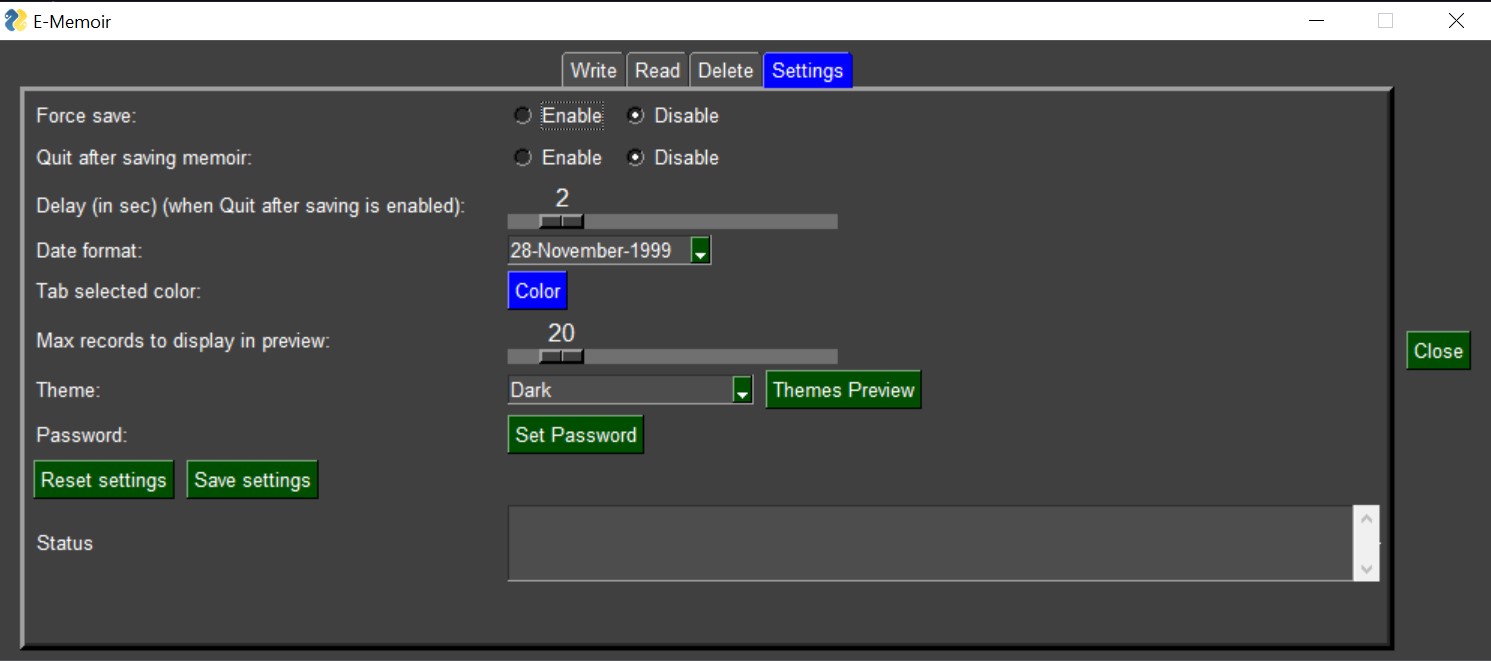 E-Memoir
Write Read Delete Settings
Force save: Enable Disable
Quit after saving memoir: Enable Disable
2
Delay (in sec) (when Quit after saving is enabled):
Date format: 28-November-1999
Tab selected color: Color
20
Max records to display in preview:
Close
Theme: Dark Themes Preview
Password: Set Password
Reset settings Save settings
Status